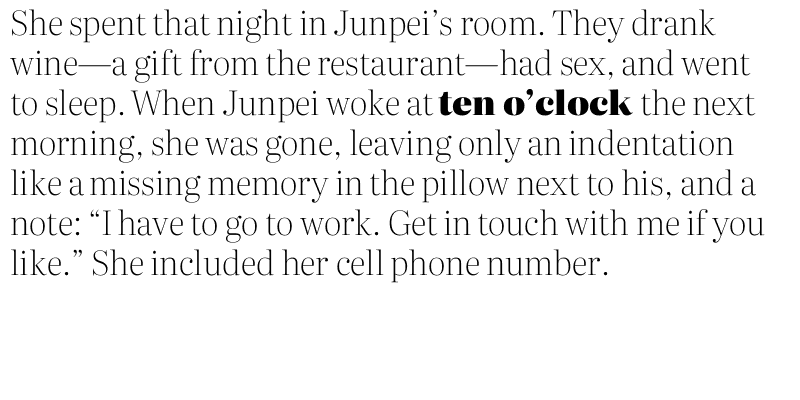 She spent that night in Junpei’s room. They drank
wine—a gift from the restaurant—had sex, and went
to sleep. When Junpei woke at ten o’clock the next
morning, she was gone, leaving only an indentation
like a missing memory in the pillow next to his, and a
note: “I have to go to work. Get in touch with me if you
like.” She included her cell phone number.